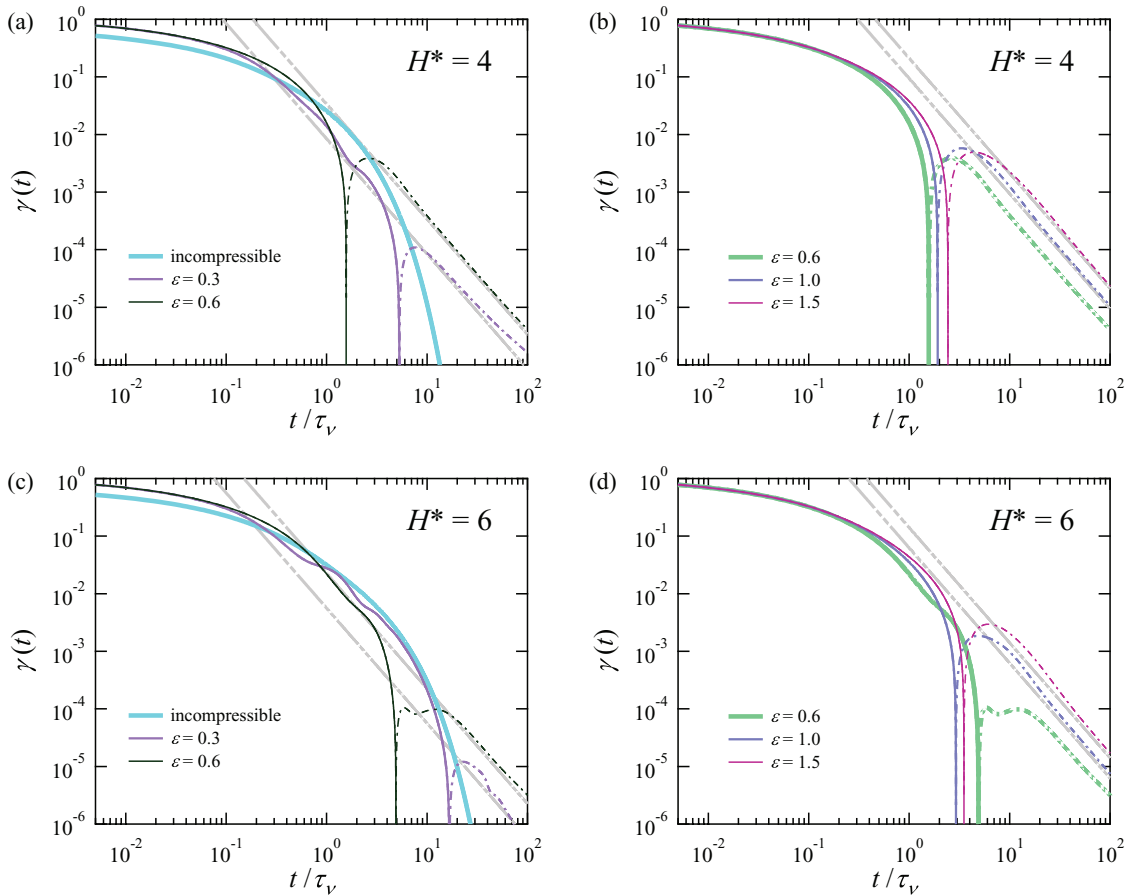 (a)
H* = 4
γ(t)
10^0
10^-1
10^-2
10^-3
10^-4
10^-5
10^-6
incompressible
ε = 0.3
ε = 0.6
10^-2
10^-1
10^0
10^1
10^2
t / τ_ν
(b)
H* = 4
γ(t)
10^0
10^-1
10^-2
10^-3
10^-4
10^-5
10^-6
ε = 0.6
ε = 1.0
ε = 1.5
10^-2
10^-1
10^0
10^1
10^2
t / τ_ν
(c)
H* = 6
γ(t)
10^0
10^-1
10^-2
10^-3
10^-4
10^-5
10^-6
incompressible
ε = 0.3
ε = 0.6
10^-2
10^-1
10^0
10^1
10^2
t / τ_ν
(d)
H* = 6
γ(t)
10^0
10^-1
10^-2
10^-3
10^-4
10^-5
10^-6
ε = 0.6
ε = 1.0
ε = 1.5
10^-2
10^-1
10^0
10^1
10^2
t / τ_ν